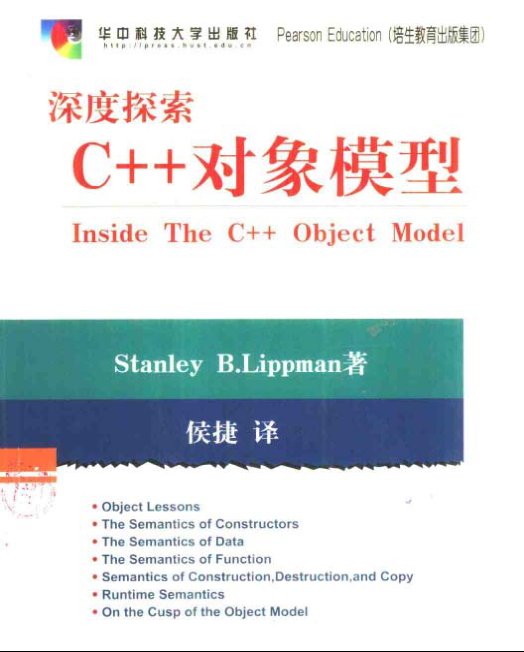 华中科技大学出版社 Pearson Education (培生教育出版集团)
http://press.hust.edu.cn
深度探索
C++对象模型
Inside The C++ Object Model
Stanley B.Lippman著
侯捷 译
• Object Lessons
• The Semantics of Constructors
• The Semantics of Data
• The Semantics of Function
• Semantics of Construction,Destruction,and Copy
• Runtime Semantics
• On the Cusp of the Object Model